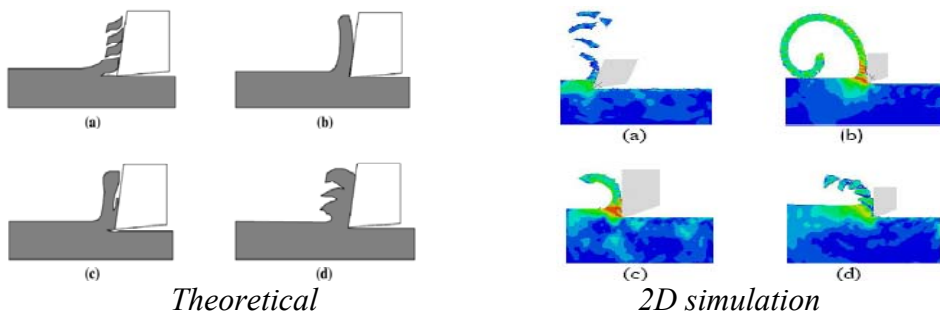 (a) (b) (a) (b)
(c) (d) (c) (d)
Theoretical 2D simulation